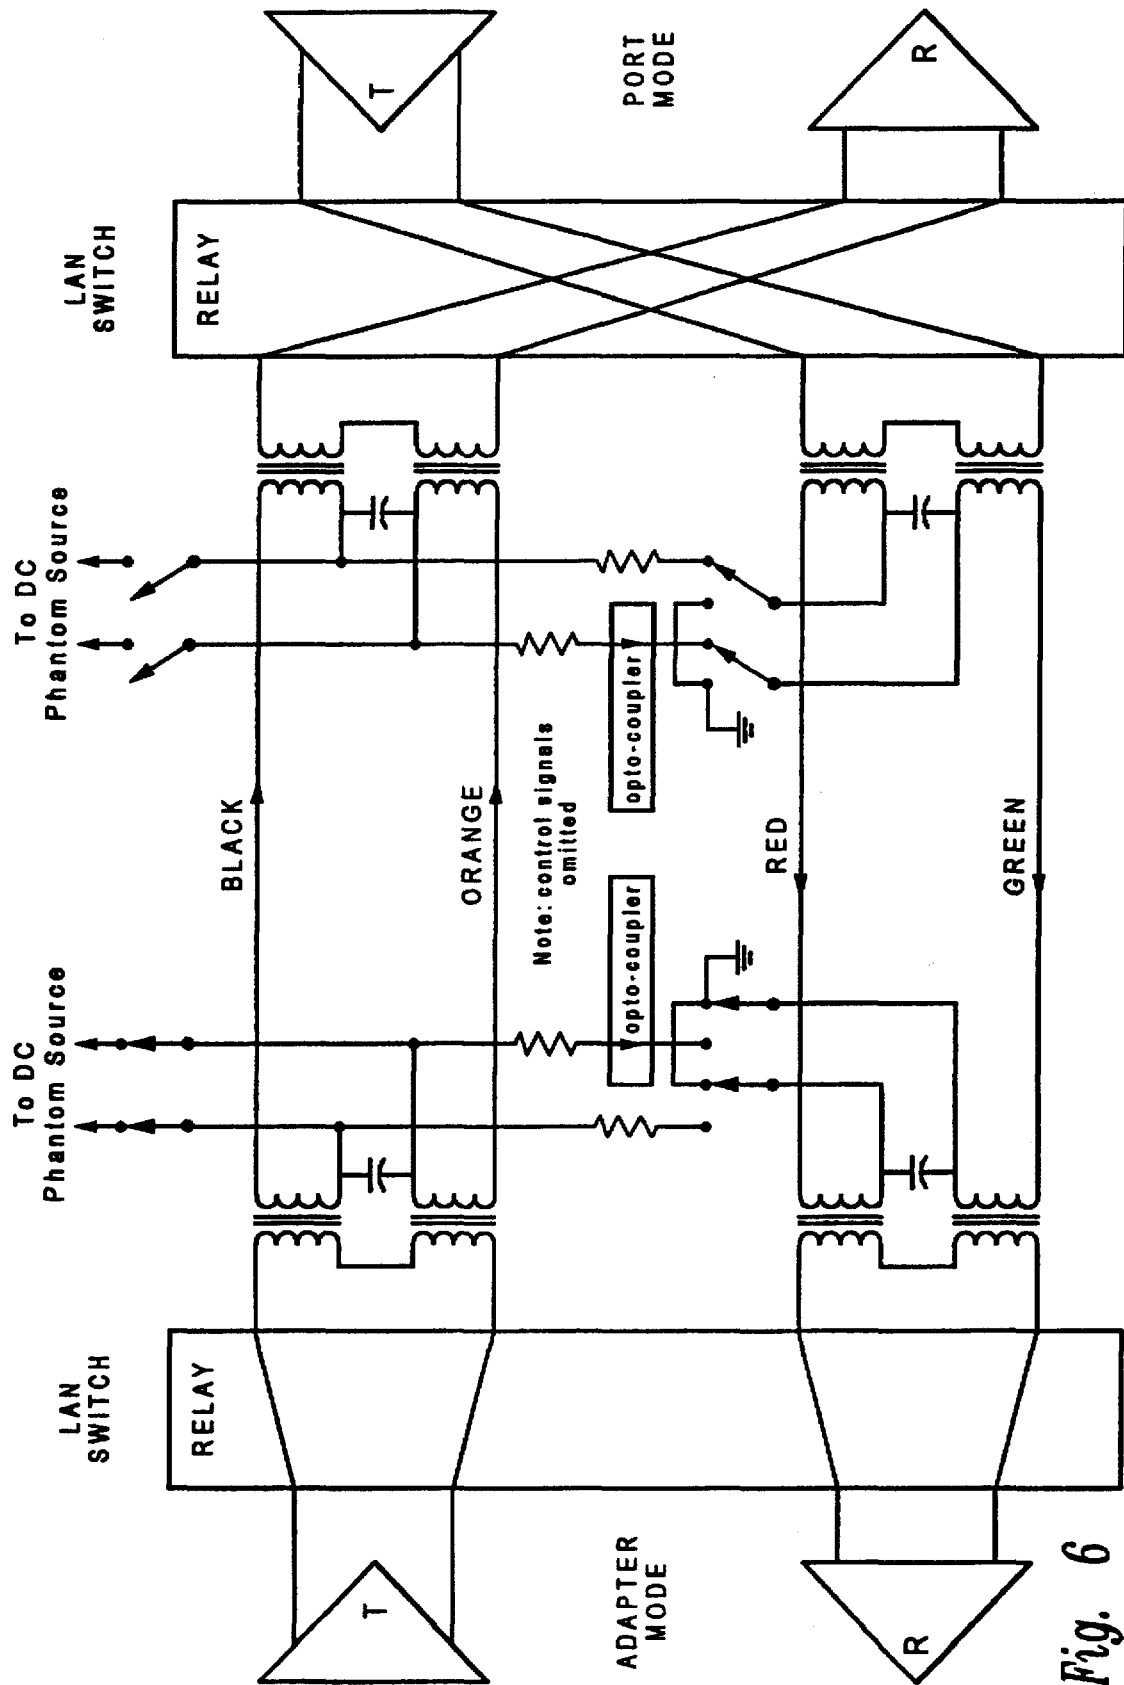 LAN
SWITCH
LAN
SWITCH
RELAY
RELAY
To DC
Phantom Source
To DC
Phantom Source
T
T
BLACK
ORANGE
Note: control signals
omitted
opto-coupler
opto-coupler
ADAPTER
MODE
PORT
MODE
RED
GREEN
R
R
Fig. 6